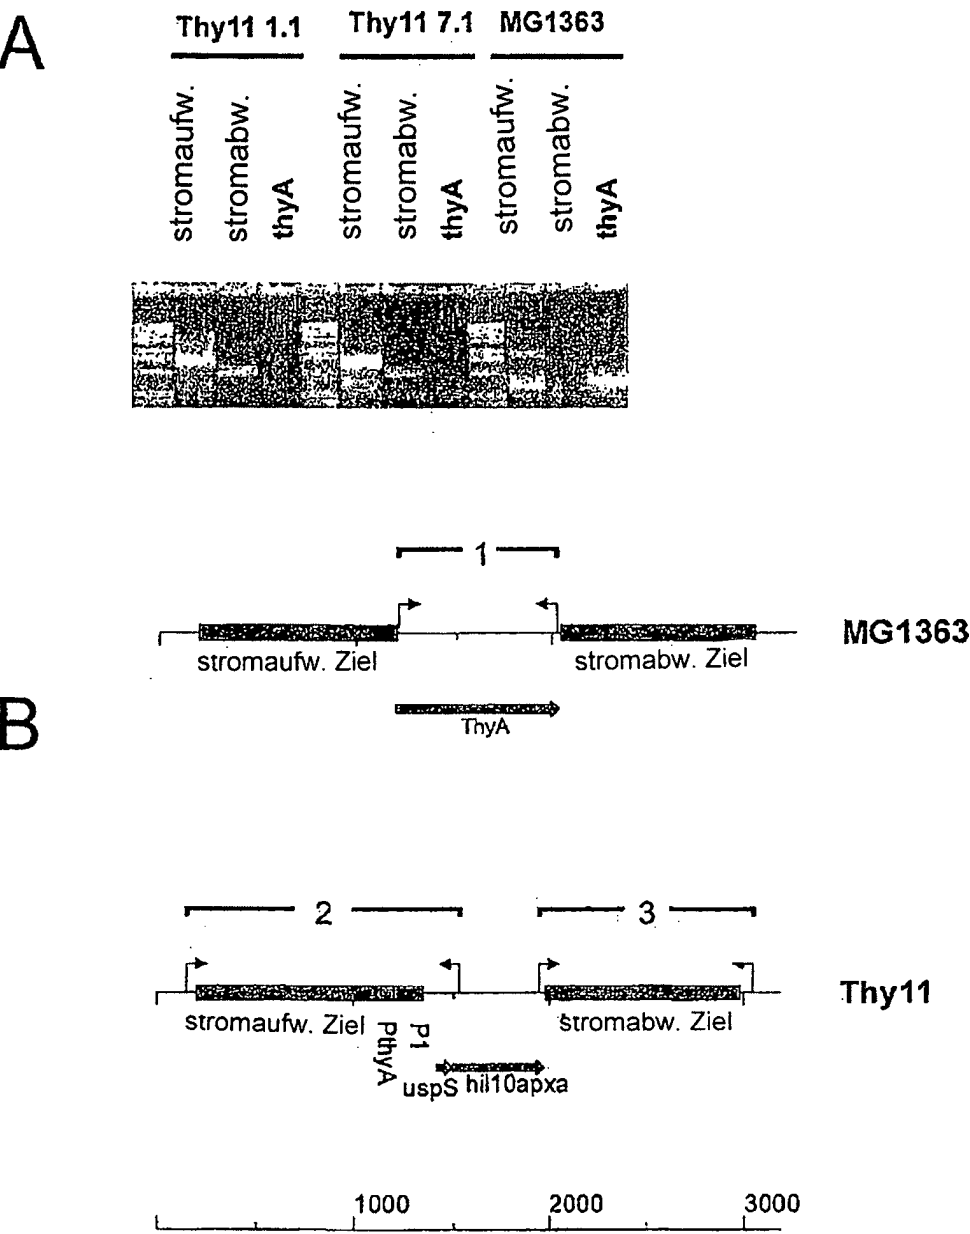 A
Thy11 1.1 Thy11 7.1 MG1363
stromaufw. stromabw. thyA stromaufw. stromabw. thyA stromaufw. stromabw. thyA
1
MG1363
stromaufw. Ziel stromabw. Ziel
B
ThyA
2 3
Thy11
stromaufw. Ziel PthyA P1 stromabw. Ziel
uspS hil10apxa
1000 2000 3000